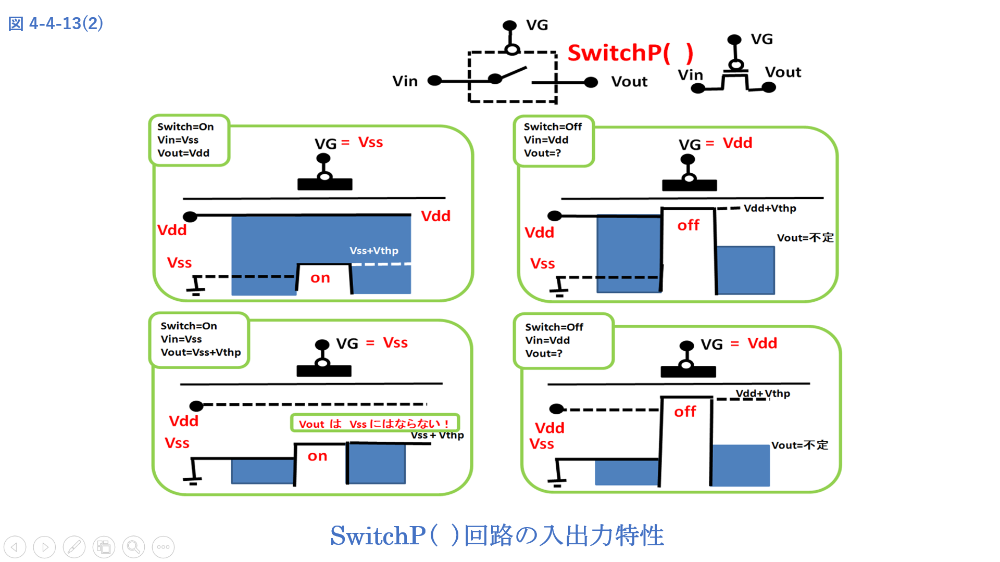 図 4-4-13(2)
VG
SwitchP( )
VG
Vin
Vout
Vin
Vout
Switch=On
Vin=Vss
Vout=Vdd
VG = Vss
Vdd
Vdd
Vss+Vthp
Vss
on
Switch=Off
Vin=Vdd
Vout=?
VG = Vdd
Vdd+Vthp
off
Vdd
Vout=不定
Vss
Switch=On
Vin=Vss
Vout=Vss+Vthp
VG = Vss
Vdd
Vout は Vss にはならない！
Vss + Vthp
Vss
on
Switch=Off
Vin=Vdd
Vout=?
VG = Vdd
Vdd+ Vthp
off
Vdd
Vss
Vout=不定
SwitchP( )回路の入出力特性